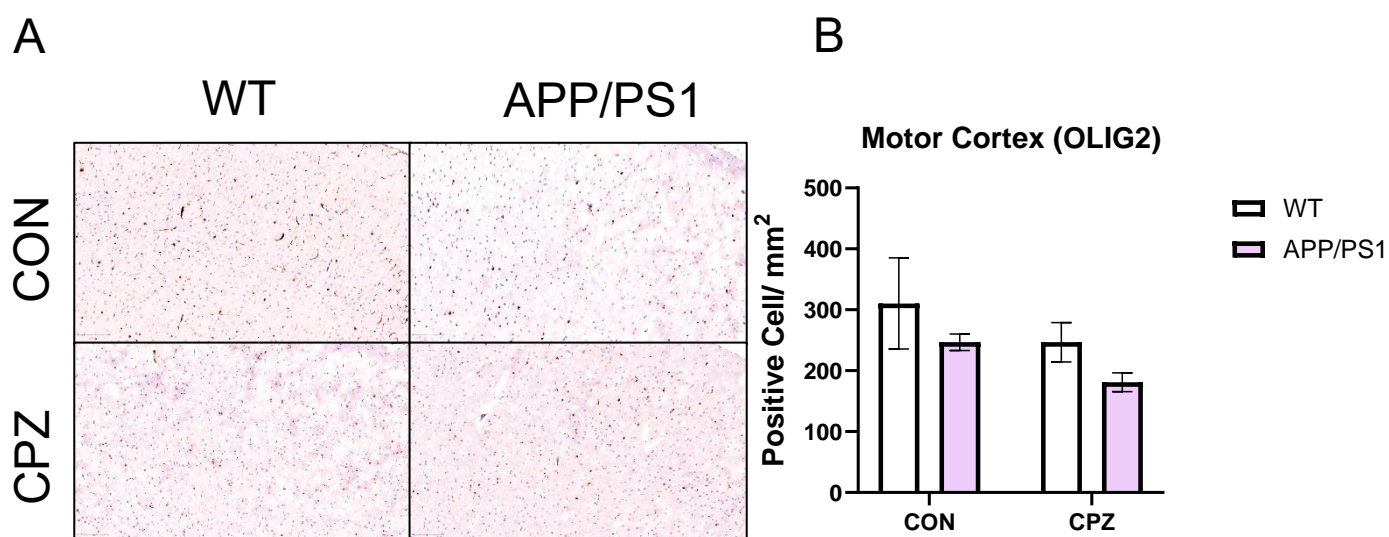 A
B
WT
APP/PS1
CON
CPZ
Motor Cortex (OLIG2)
Positive Cell/ mm²
500
400
300
200
100
0
CON
CPZ
WT
APP/PS1